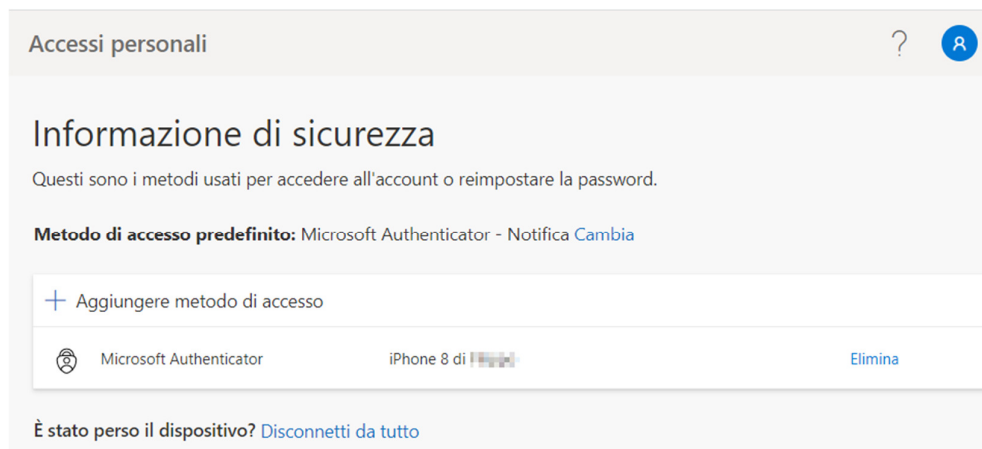 Accessi personali ?
Informazione di sicurezza
Questi sono i metodi usati per accedere all'account o reimpostare la password.
Metodo di accesso predefinito: Microsoft Authenticator - Notifica Cambia
+ Aggiungere metodo di accesso
Microsoft Authenticator iPhone 8 di Elimina
È stato perso il dispositivo? Disconnetti da tutto